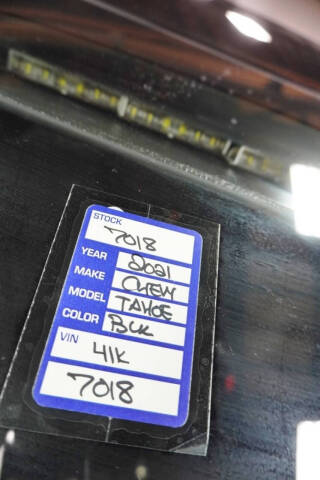 STOCK
7018
YEAR 2021
MAKE CHEVY
MODEL TAHOE
COLOR BLK
VIN
41K
7018